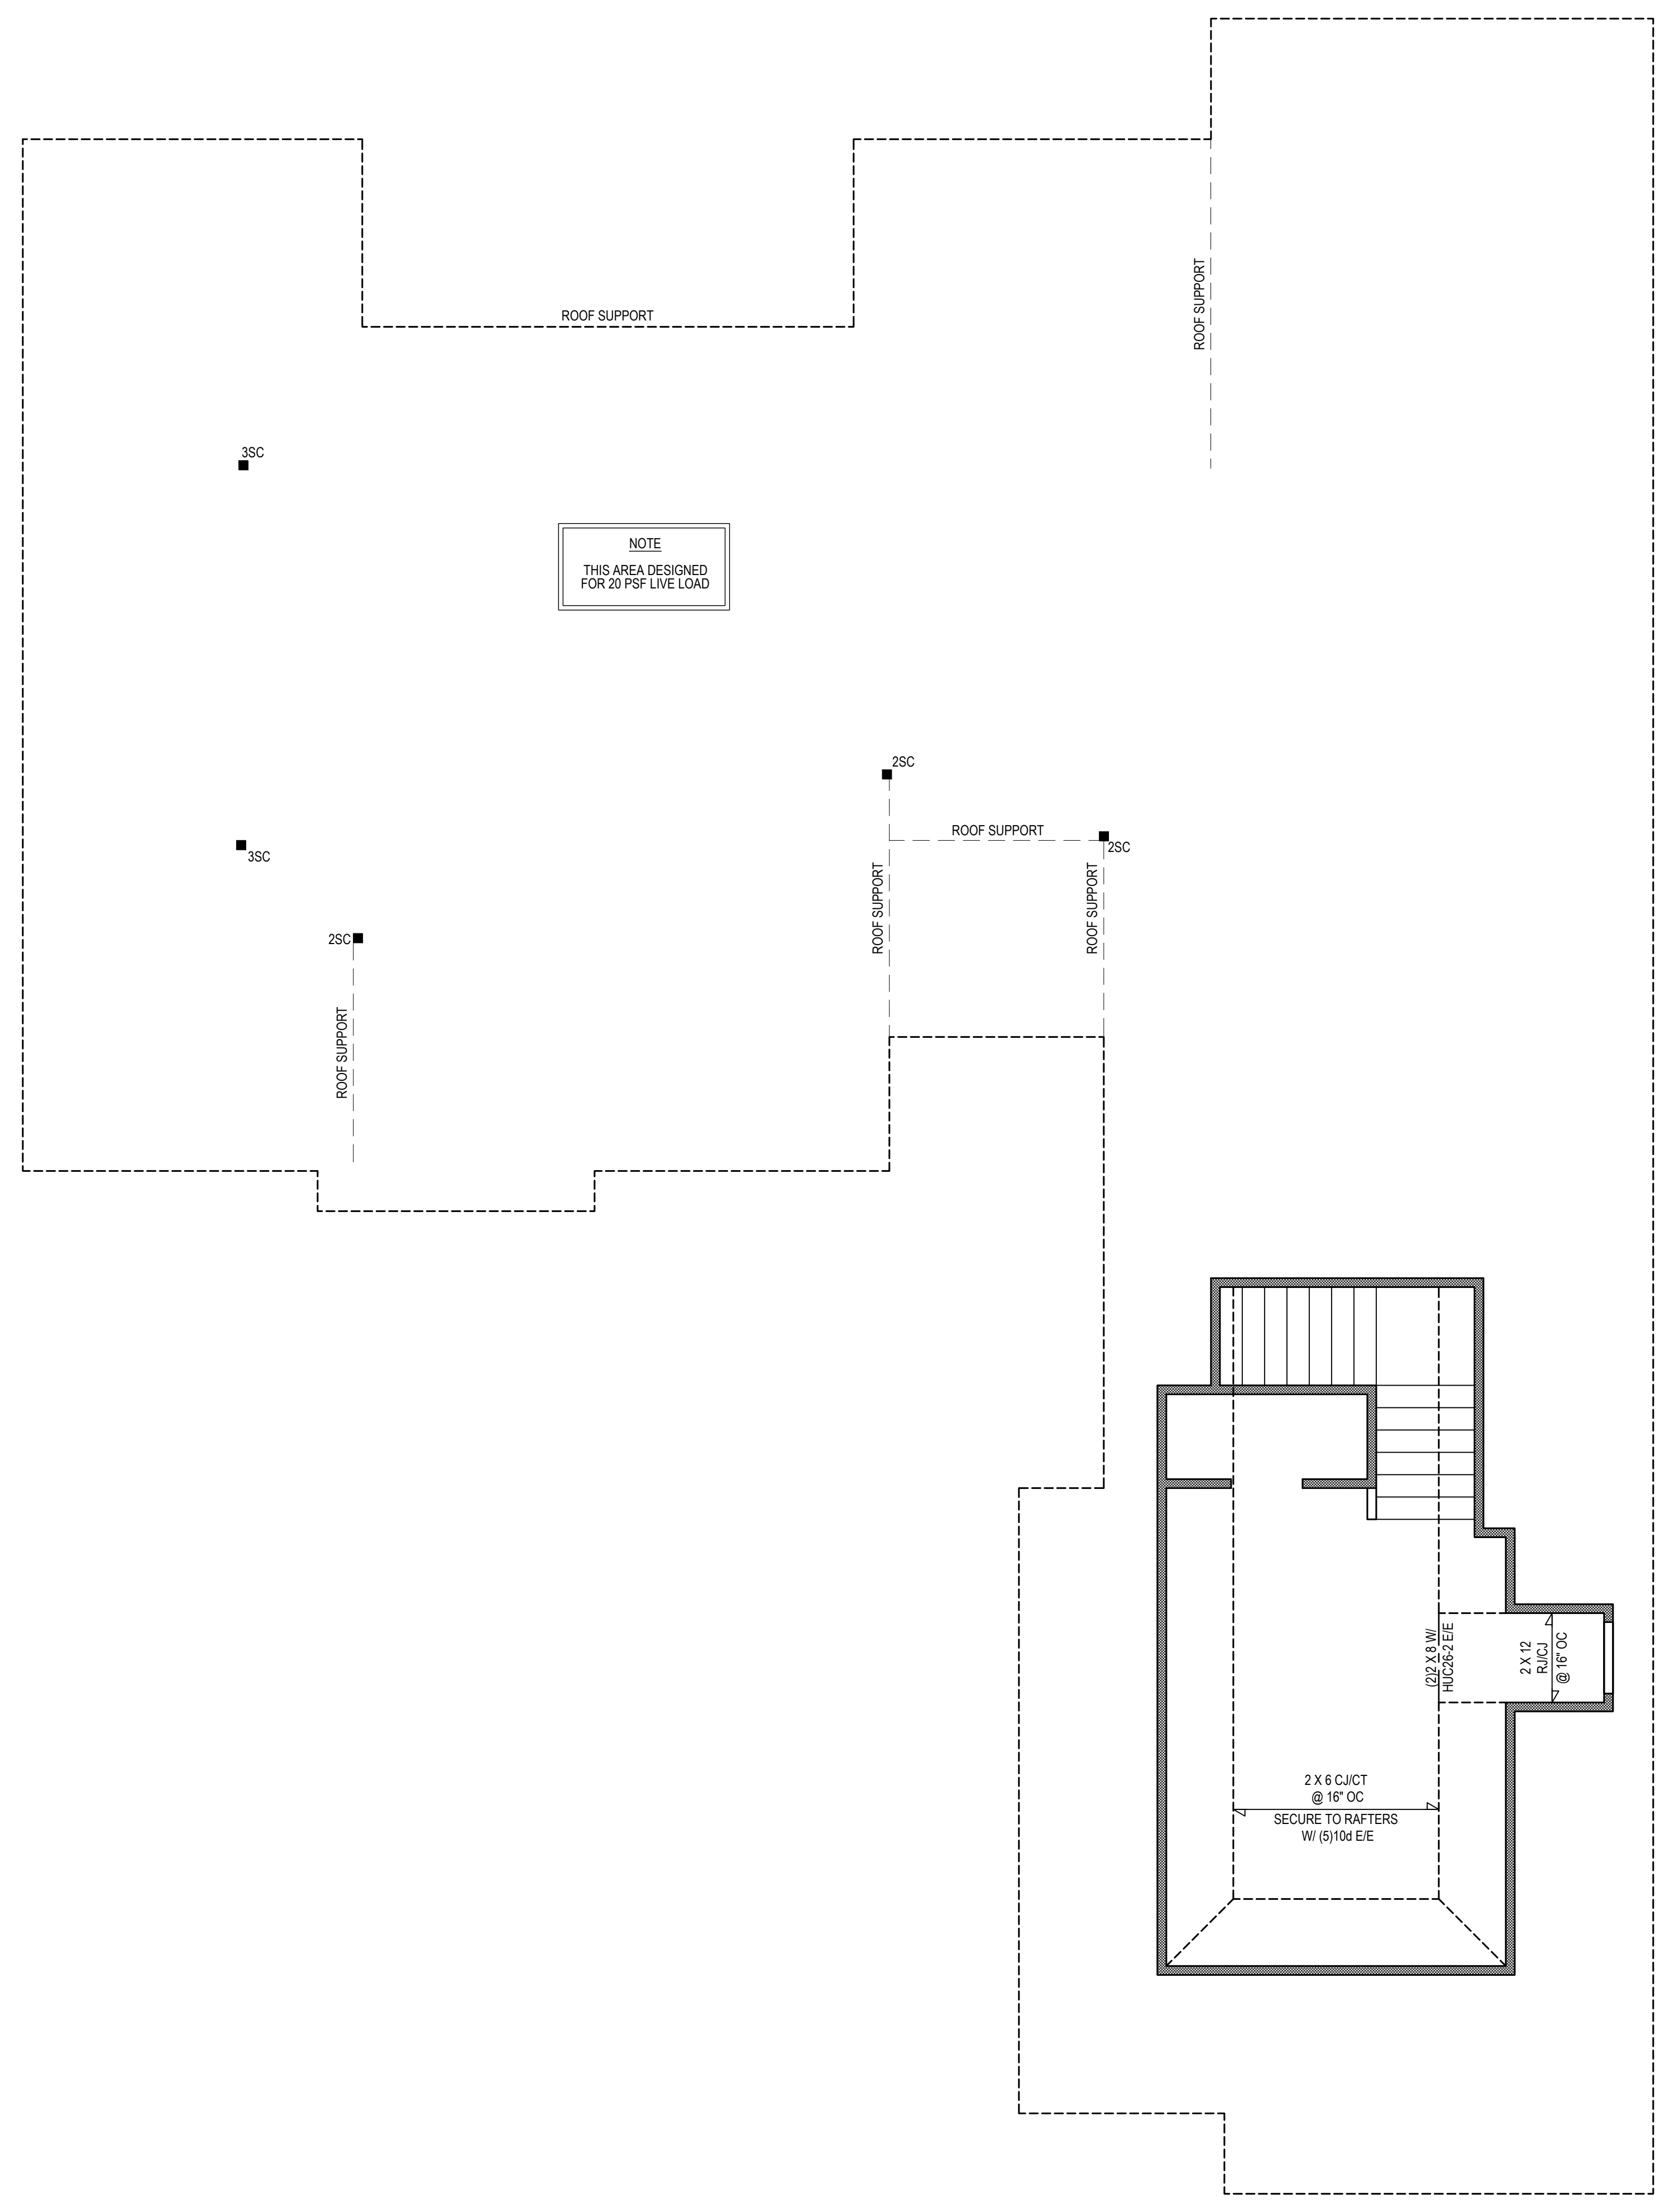 ROOF SUPPORT
ROOF SUPPORT
3SC
NOTE
THIS AREA DESIGNED
FOR 20 PSF LIVE LOAD
2SC
ROOF SUPPORT
2SC
3SC
ROOF SUPPORT
ROOF SUPPORT
2SC
ROOF SUPPORT
(2)2 X 8 W/
HUC26-2 E/E
2 X 12
RJ/CJ
@ 16" OC
2 X 6 CJ/CT
@ 16" OC
SECURE TO RAFTERS
W/ (5)10d E/E